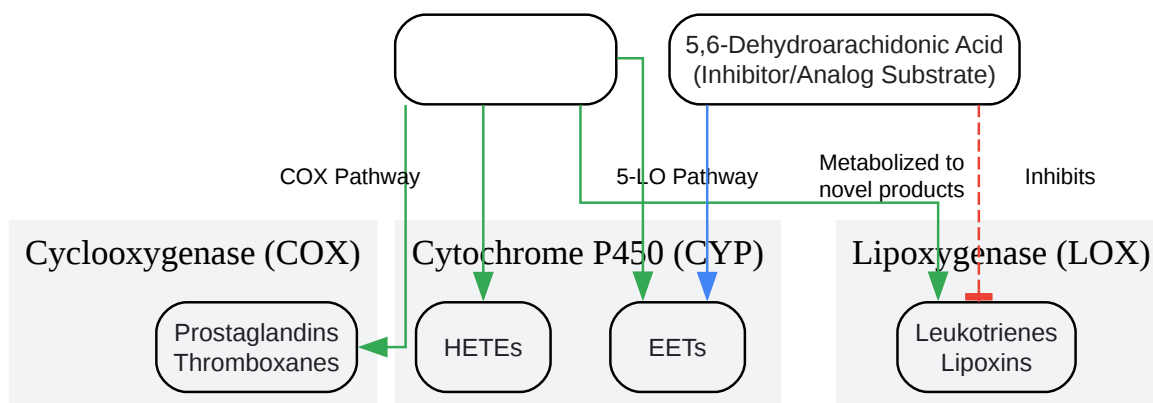 5,6-Dehydroarachidonic Acid
(Inhibitor/Analog Substrate)
COX Pathway
5-LO Pathway
Metabolized to
novel products
Inhibits
Cyclooxygenase (COX)
Cytochrome P450 (CYP)
Lipoxygenase (LOX)
Prostaglandins
Thromboxanes
HETEs
EETs
Leukotrienes
Lipoxins